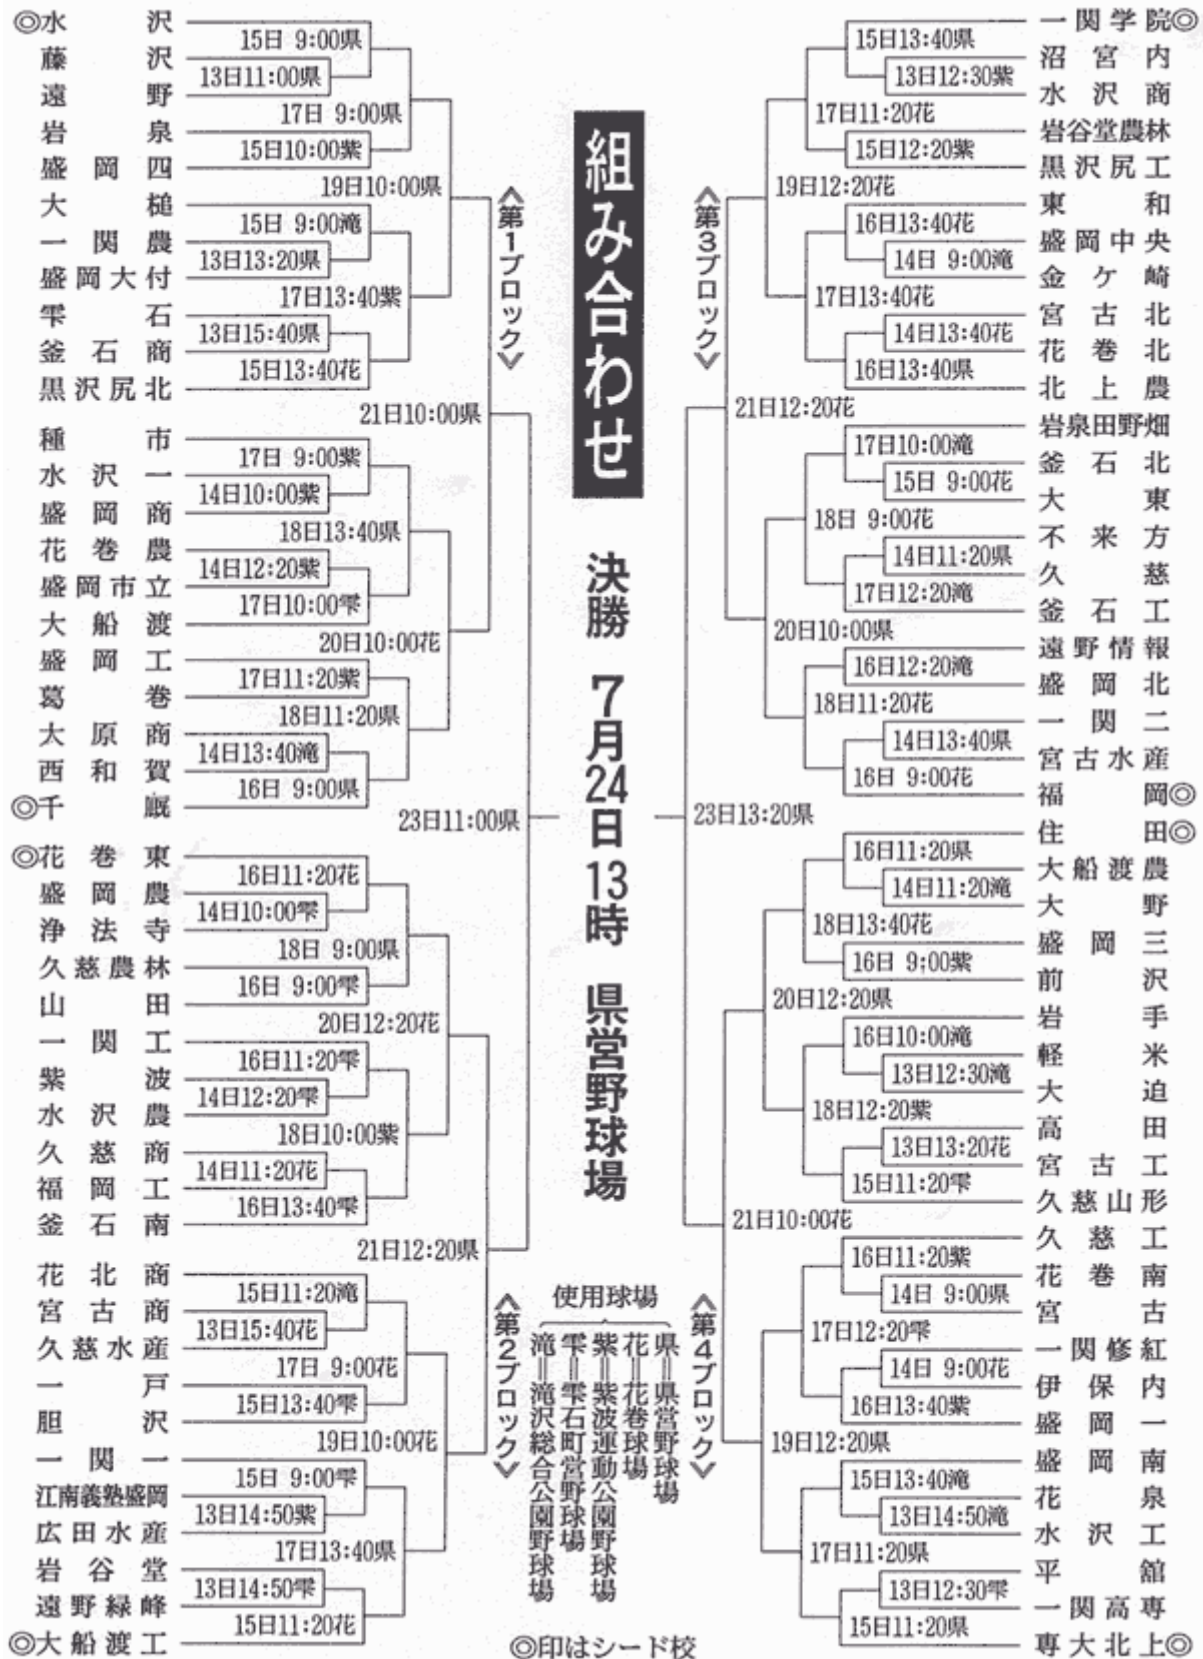 組み合わせ
決勝 7月24日13時 県営野球場
≪第1ブロック≫
◎水沢
藤沢
遠野
岩泉
盛岡四
大槌
一関農
盛岡大付
雫石
釜石商
黒沢尻北
種市
水沢一
盛岡商
花巻農
盛岡市立
大船渡
盛岡工
葛巻
大原商
西和賀
◎千厩
15日 9:00県
13日11:00県
17日 9:00県
15日10:00紫
19日10:00県
15日 9:00滝
13日13:20県
17日13:40紫
13日15:40県
15日13:40花
21日10:00県
17日 9:00紫
14日10:00紫
18日13:40県
14日12:20紫
17日10:00雫
20日10:00花
17日11:20紫
18日11:20県
14日13:40滝
16日 9:00県
23日11:00県
≪第2ブロック≫
◎花巻東
盛岡農
浄法寺
久慈農林
山田
一関工
紫波
水沢農
久慈商
福岡工
釜石南
花北商
宮古商
久慈水産
一戸
胆沢
一関一
江南義塾盛岡
広田水産
岩谷堂
遠野緑峰
◎大船渡工
16日11:20花
14日10:00雫
18日 9:00県
16日 9:00雫
20日12:20花
16日11:20雫
14日12:20雫
18日10:00紫
14日11:20花
16日13:40雫
21日12:20県
15日11:20滝
13日15:40花
17日 9:00花
15日13:40雫
19日10:00花
15日 9:00雫
13日14:50紫
17日13:40県
13日14:50雫
15日11:20花
≪第3ブロック≫
一関学院◎
沼宮内
水沢商
岩谷堂農林
黒沢尻工
東和
盛岡中央
金ケ崎
宮古北
花巻北
北上農
岩泉田野畑
釜石北
大東
不来方
久慈
釜石工
遠野情報
盛岡北
一関二
宮古水産
福岡◎
15日13:40県
13日12:30紫
17日11:20花
15日12:20紫
19日12:20花
16日13:40花
14日 9:00滝
17日13:40花
14日13:40花
16日13:40県
21日12:20花
17日10:00滝
15日 9:00花
18日 9:00花
14日11:20県
17日12:20滝
20日10:00県
16日12:20滝
18日11:20花
14日13:40県
16日 9:00花
23日13:20県
≪第4ブロック≫
住田◎
大船渡農
大野
盛岡三
前沢
岩手
軽米
大迫
高田
宮古工
久慈山形
久慈工
花巻南
宮古
一関修紅
伊保内
盛岡一
盛岡南
花泉
水沢工
平舘
一関高専
専大北上◎
16日11:20県
14日11:20滝
18日13:40花
16日 9:00紫
20日12:20県
16日10:00滝
13日12:30滝
18日12:20紫
13日13:20花
15日11:20雫
21日10:00花
16日11:20紫
14日 9:00県
17日12:20雫
14日 9:00花
16日13:40紫
19日12:20県
15日13:40滝
13日14:50滝
17日11:20県
13日12:30雫
15日11:20県
使用球場
県=県営野球場
花=花巻球場
紫=紫波運動公園野球場
雫=雫石町営野球場
滝=滝沢総合公園野球場
◎印はシード校